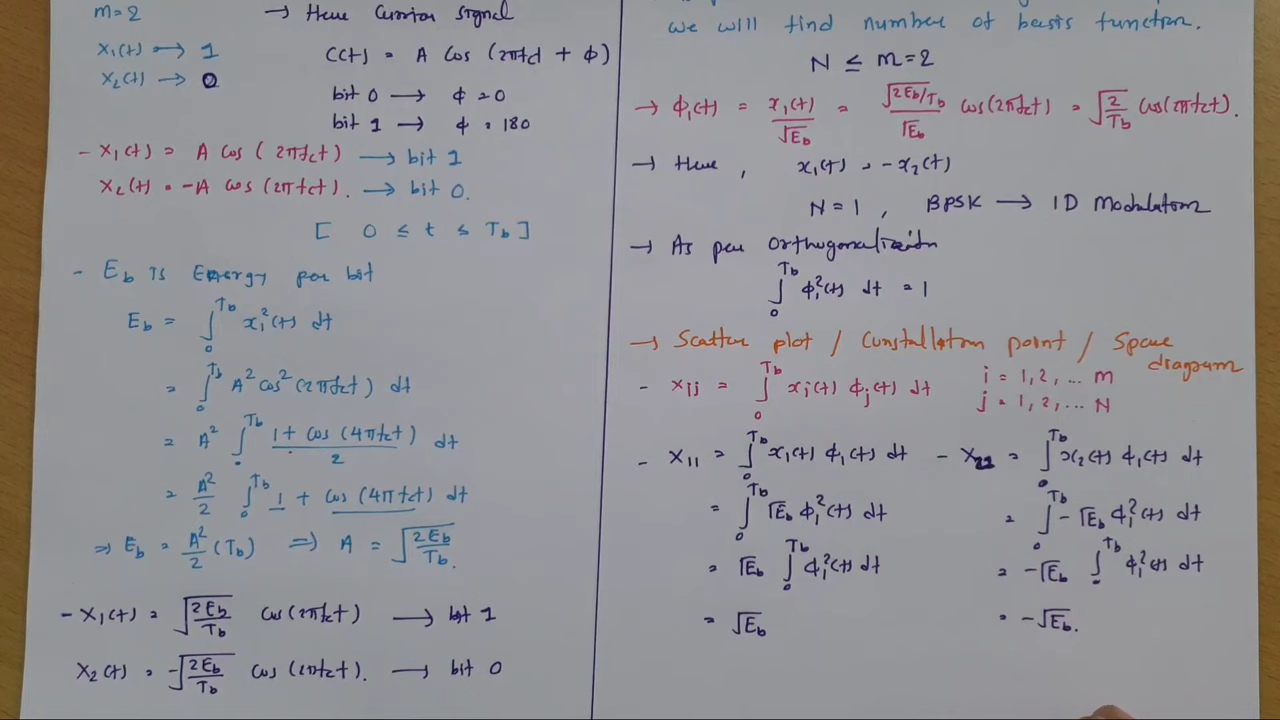 m=2
x₁(t) → 1
x₂(t) → 0
→ Here Carrier signal
C(t) = A Cos (2πfct + φ)
bit 0 → φ = 0
bit 1 → φ = 180
- x₁(t) = A cos (2πfct) → bit 1
x₂(t) = -A cos (2πfct). → bit 0.
[ 0 ≤ t ≤ Tb ]
- Eb Is Energy per bit
Eb = ∫₀^Tb x₁²(t) dt
= ∫₀^Tb A² cos² (2πfct) dt
= A² ∫₀^Tb (1 + cos (4πfct))/2 dt
= A²/2 ∫₀^Tb 1 + cos (4πfct) dt
⇒ Eb = A²/2 (Tb) ⇒ A = √(2Eb/Tb).
- x₁(t) = √(2Eb/Tb) cos(2πfct) → bit 1
x₂(t) = -√(2Eb/Tb) cos (2πfct). → bit 0
we will find number of basis function.
N ≤ m = 2
→ φ₁(t) = x₁(t)/√Eb = √(2Eb/Tb)/√Eb cos(2πfct) = √(2/Tb) cos(2πfct).
→ Here, x₁(t) = -x₂(t)
N = 1, BPSK → 1D Modulation
→ As per Orthogonalization
∫₀^Tb φ₁²(t) dt = 1
→ Scatter plot / Constallation point / Space diagram
- xij = ∫₀^Tb xi(t) φj(t) dt i = 1,2, ... M
j = 1,2, ... N
- x₁₁ = ∫₀^Tb x₁(t) φ₁(t) dt - x₂₁ = ∫₀^Tb x₂(t) φ₁(t) dt
= ∫₀^Tb √Eb φ₁²(t) dt = ∫₀^Tb -√Eb φ₁²(t) dt
= √Eb ∫₀^Tb φ₁²(t) dt = -√Eb ∫₀^Tb φ₁²(t) dt
= √Eb = -√Eb.